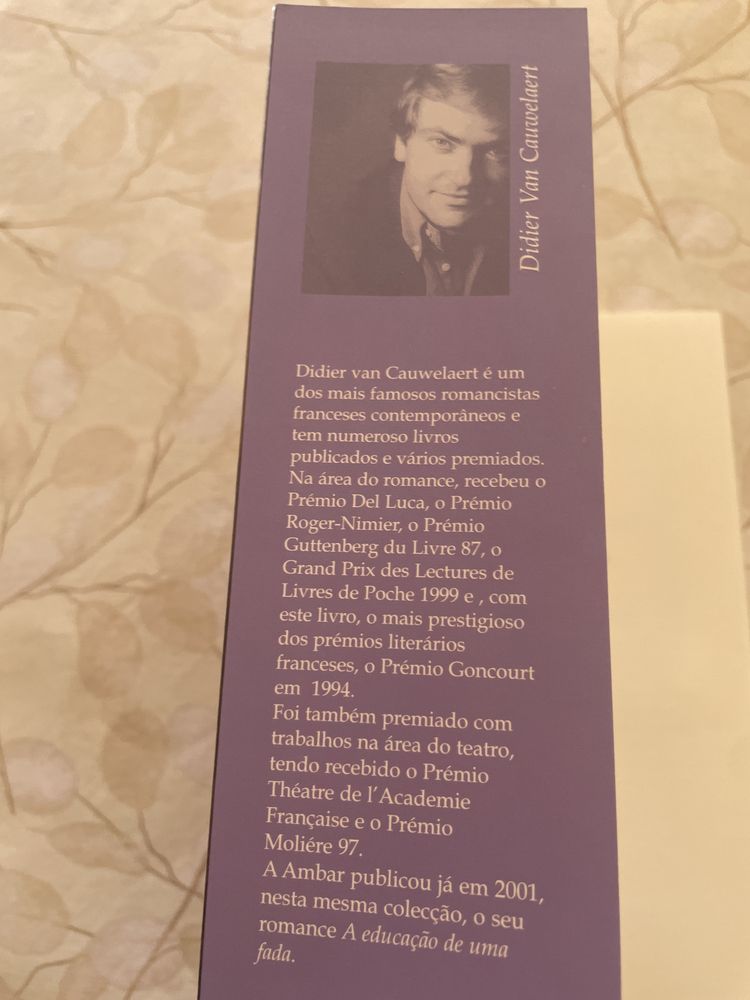 Didier Van Cauwelaert
Didier van Cauwelaert é um
dos mais famosos romancistas
franceses contemporâneos e
tem numeroso livros
publicados e vários premiados.
Na área do romance, recebeu o
Prémio Del Luca, o Prémio
Roger-Nimier, o Prémio
Guttenberg du Livre 87, o
Grand Prix des Lectures de
Livres de Poche 1999 e , com
este livro, o mais prestigioso
dos prémios literários
franceses, o Prémio Goncourt
em 1994.
Foi também premiado com
trabalhos na área do teatro,
tendo recebido o Prémio
Théatre de l'Academie
Française e o Prémio
Moliére 97.
A Ambar publicou já em 2001,
nesta mesma colecção, o seu
romance A educação de uma
fada.